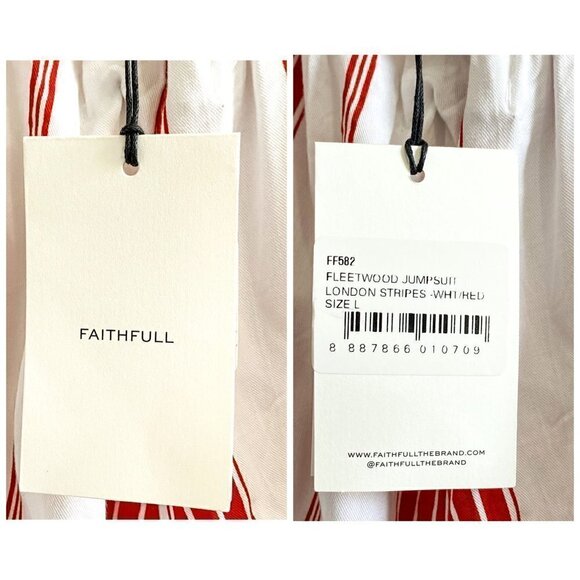 FAITHFULL
FF582
FLEETWOOD JUMPSUIT
LONDON STRIPES -WHT/RED
SIZE L
8 887866 010709
WWW.FAITHFULLTHEBRAND.COM
@FAITHFULLTHEBRAND